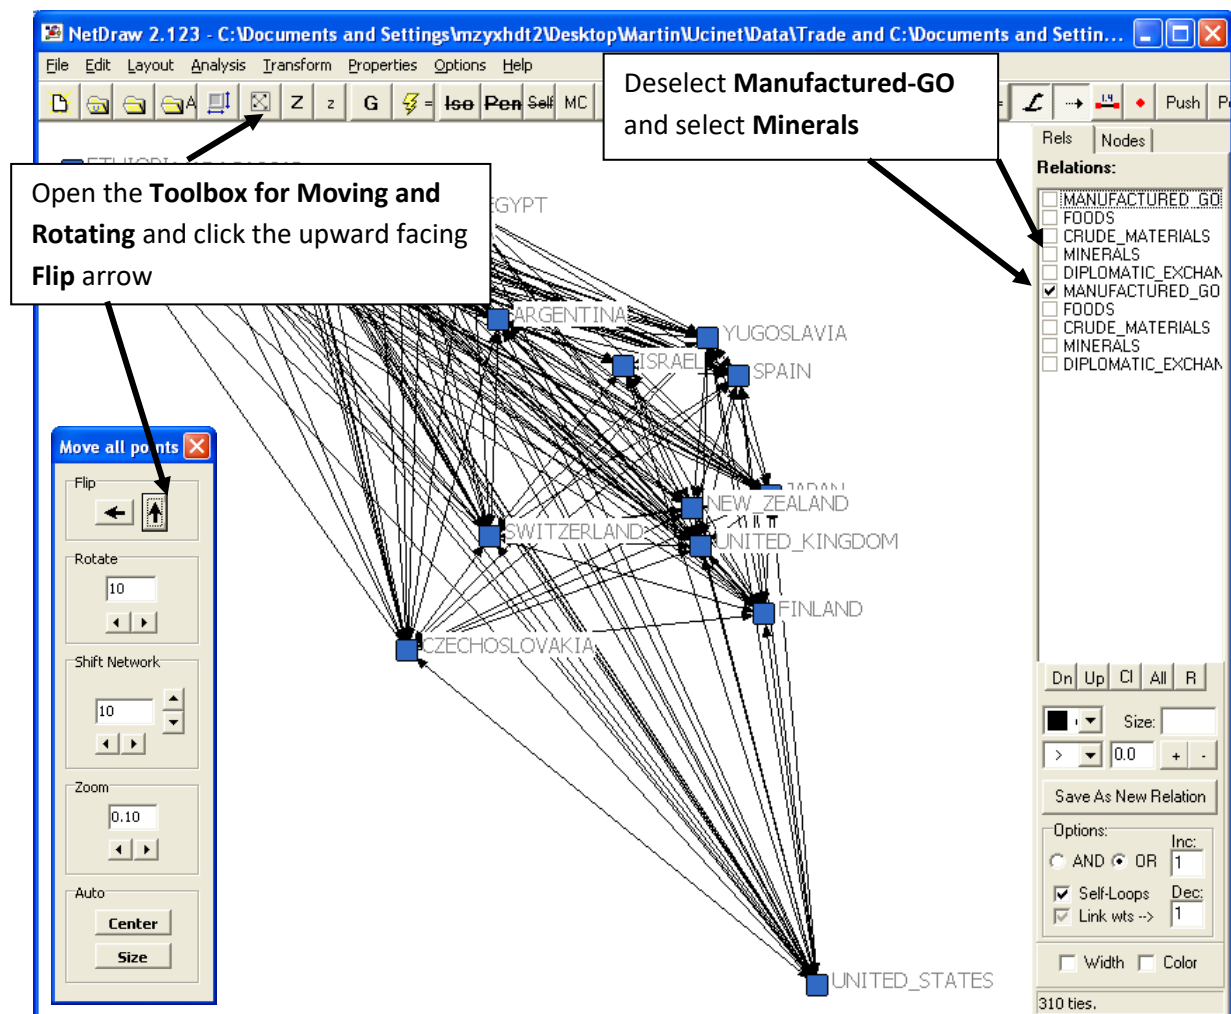 NetDraw 2.123 - C:\Documents and Settings\mzyxhdt2\Desktop\Martin\Ucinet\Data\Trade and C:\Documents and Settin...
File Edit Layout Analysis Transform Properties Options Help
Z z G = Iso Pen Self MC
Push
Deselect Manufactured-GO
and select Minerals
Open the Toolbox for Moving and
Rotating and click the upward facing
Flip arrow
EGYPT
ARGENTINA
YUGOSLAVIA
ISRAEL
SPAIN
JAPAN
NEW_ZEALAND
SWITZERLAND
UNITED_KINGDOM
FINLAND
CZECHOSLOVAKIA
UNITED_STATES
Move all points
Flip
Rotate
10
Shift Network
10
Zoom
0.10
Auto
Center
Size
Rels Nodes
Relations:
MANUFACTURED_GO
FOODS
CRUDE_MATERIALS
MINERALS
DIPLOMATIC_EXCHAN
MANUFACTURED_GO
FOODS
CRUDE_MATERIALS
MINERALS
DIPLOMATIC_EXCHAN
Dn Up Cl All R
Size:
> 0.0 + -
Save As New Relation
Options:
Inc:
AND OR 1
Self-Loops Dec:
Link wts --> 1
Width Color
310 ties.